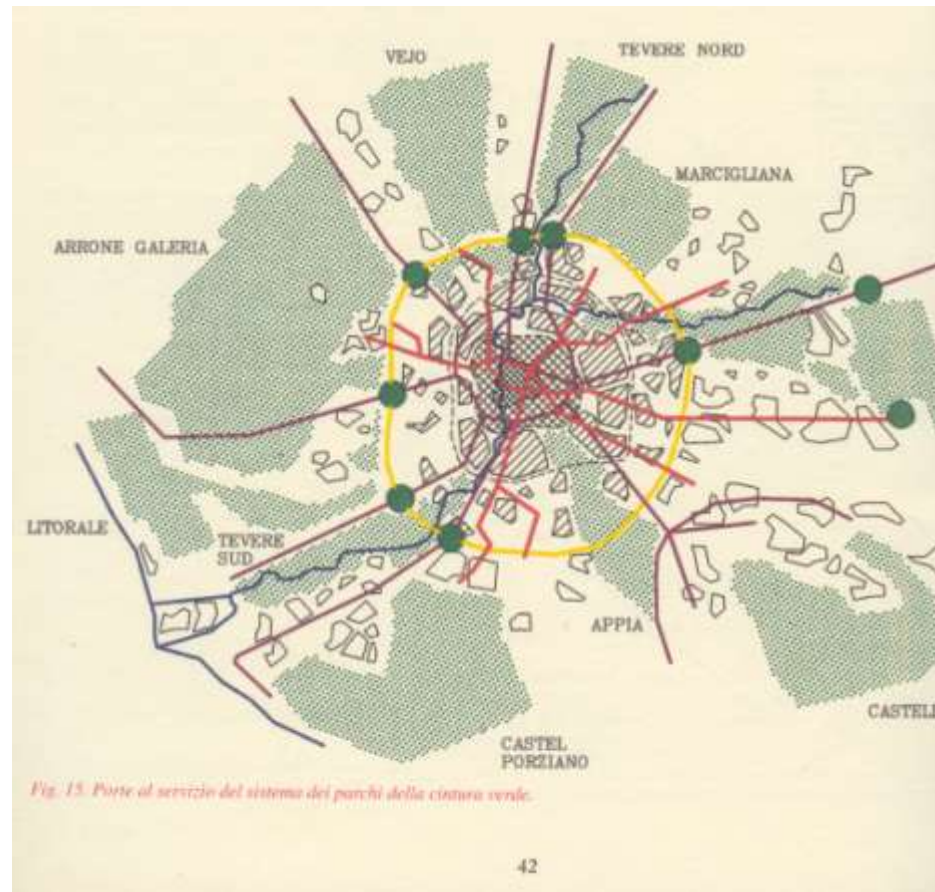 VEJO
TEVERE NORD
MARCIGLIANA
ARRONE GALERIA
LITORALE
TEVERE
SUD
APPIA
CASTELL
CASTEL
PORZIANO
Fig. 15. Porte al servizio del sistema dei parchi della cintura verde.
42